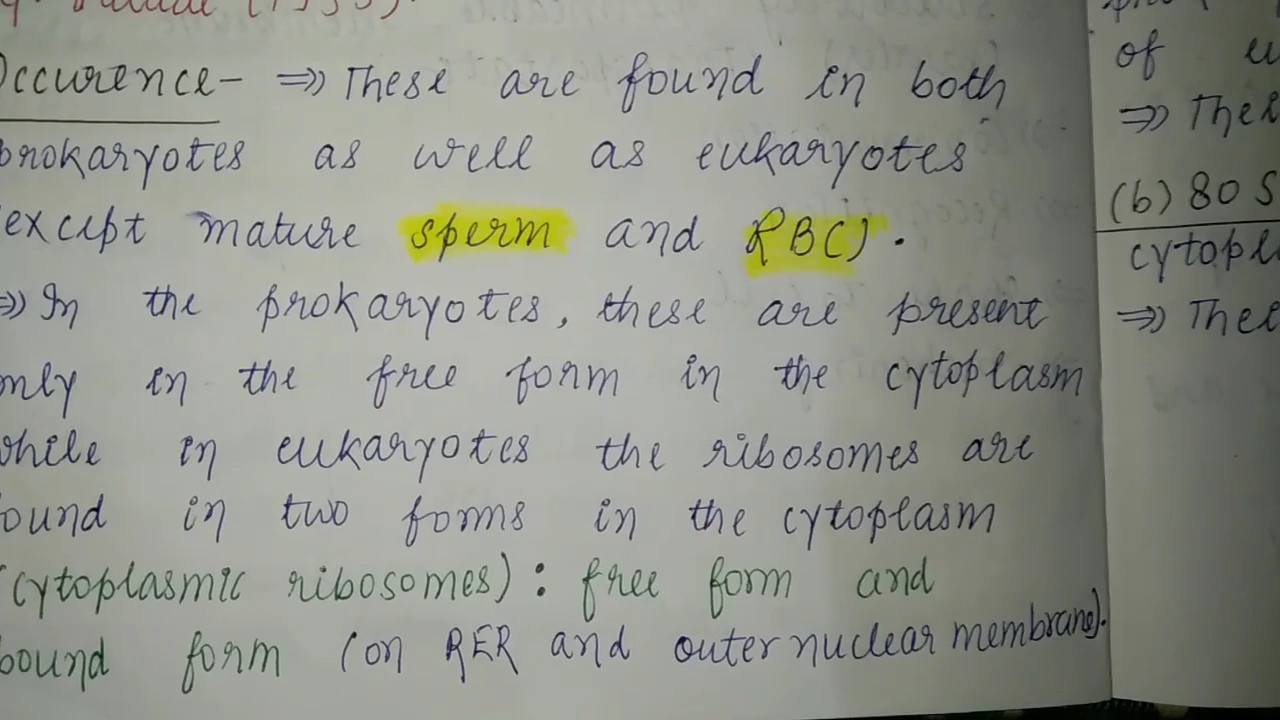 Occurence- ⇒ These are found in both
prokaryotes as well as eukaryotes
except mature sperm and RBC).
⇒ In the prokaryotes, these are present
only in the free form in the cytoplasm
while in eukaryotes the ribosomes are
found in two forms in the cytoplasm
(cytoplasmic ribosomes): free form and
bound form (on RER and outer nuclear membrane).
of
⇒ The
(b) 80 S
cytopl
⇒ The